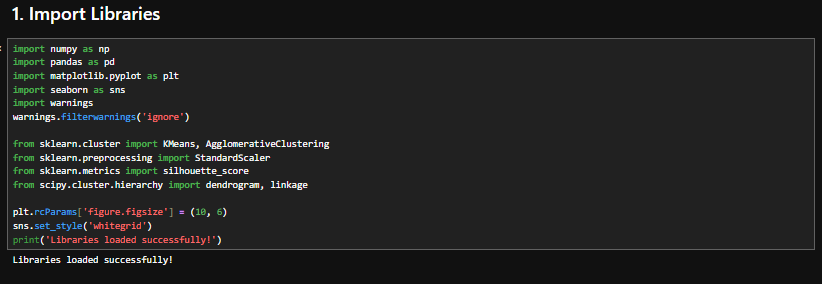 1. Import Libraries
import numpy as np
import pandas as pd
import matplotlib.pyplot as plt
import seaborn as sns
import warnings
warnings.filterwarnings('ignore')
from sklearn.cluster import KMeans, AgglomerativeClustering
from sklearn.preprocessing import StandardScaler
from sklearn.metrics import silhouette_score
from scipy.cluster.hierarchy import dendrogram, linkage
plt.rcParams['figure.figsize'] = (10, 6)
sns.set_style('whitegrid')
print('Libraries loaded successfully!')
Libraries loaded successfully!